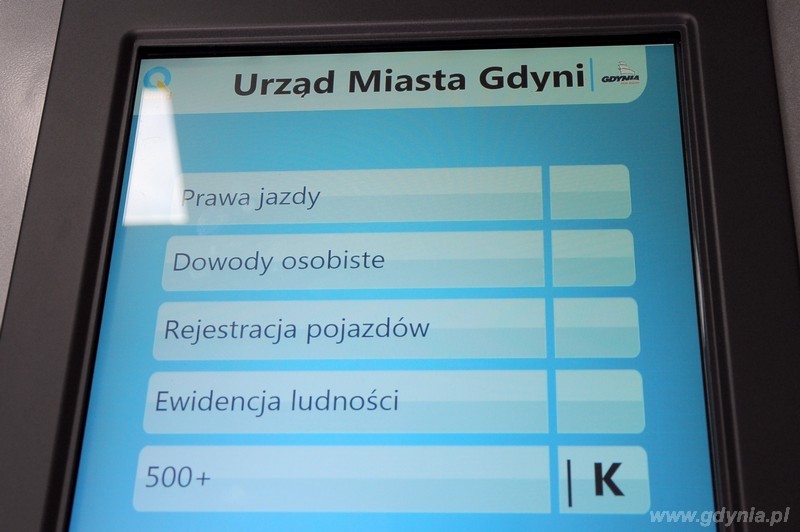 Urząd Miasta Gdyni
GDYNIA
Prawa jazdy
Dowody osobiste
Rejestracja pojazdów
Ewidencja ludności
500+ | K
www.gdynia.pl